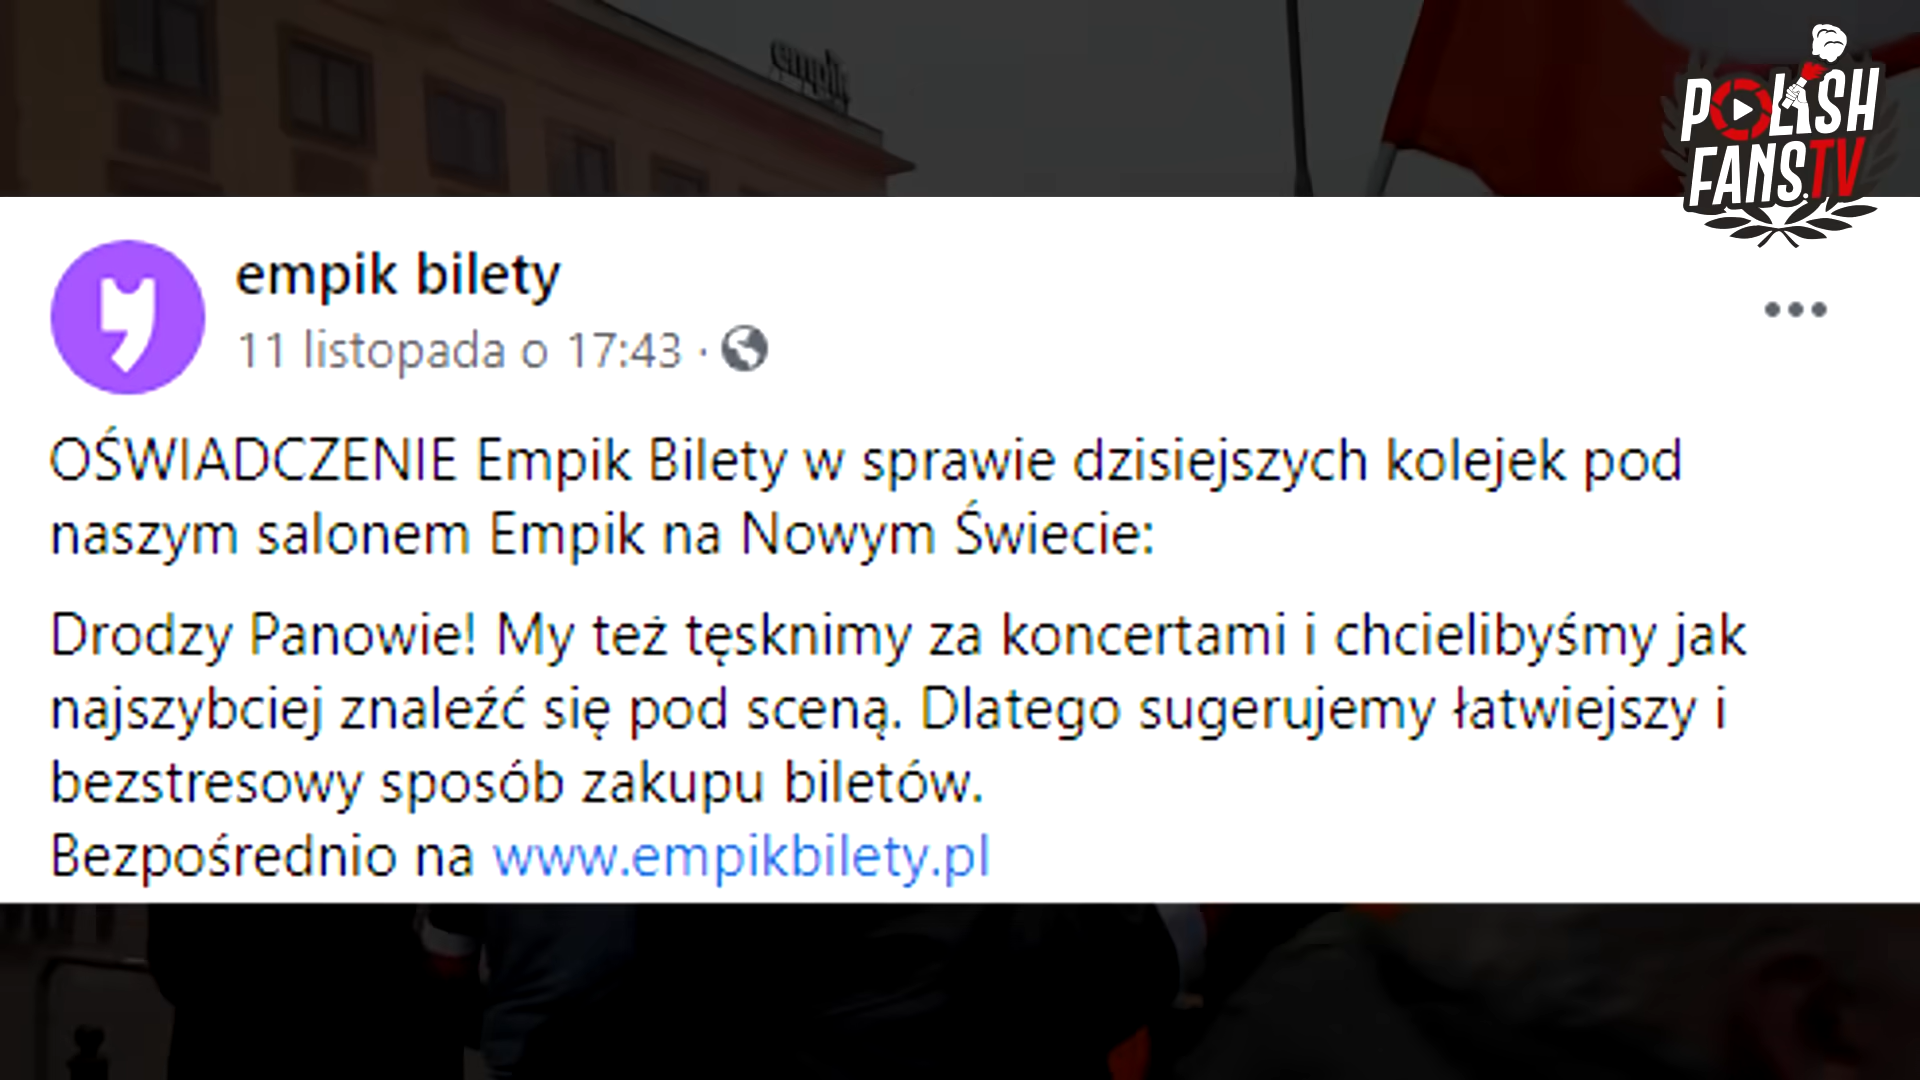 empik
POLISH
FANS.TV
empik bilety
11 listopada o 17:43 ·
OŚWIADCZENIE Empik Bilety w sprawie dzisiejszych kolejek pod
naszym salonem Empik na Nowym Świecie:
Drodzy Panowie! My też tęsknimy za koncertami i chcielibyśmy jak
najszybciej znaleźć się pod sceną. Dlatego sugerujemy łatwiejszy i
bezstresowy sposób zakupu biletów.
Bezpośrednio na www.empikbilety.pl